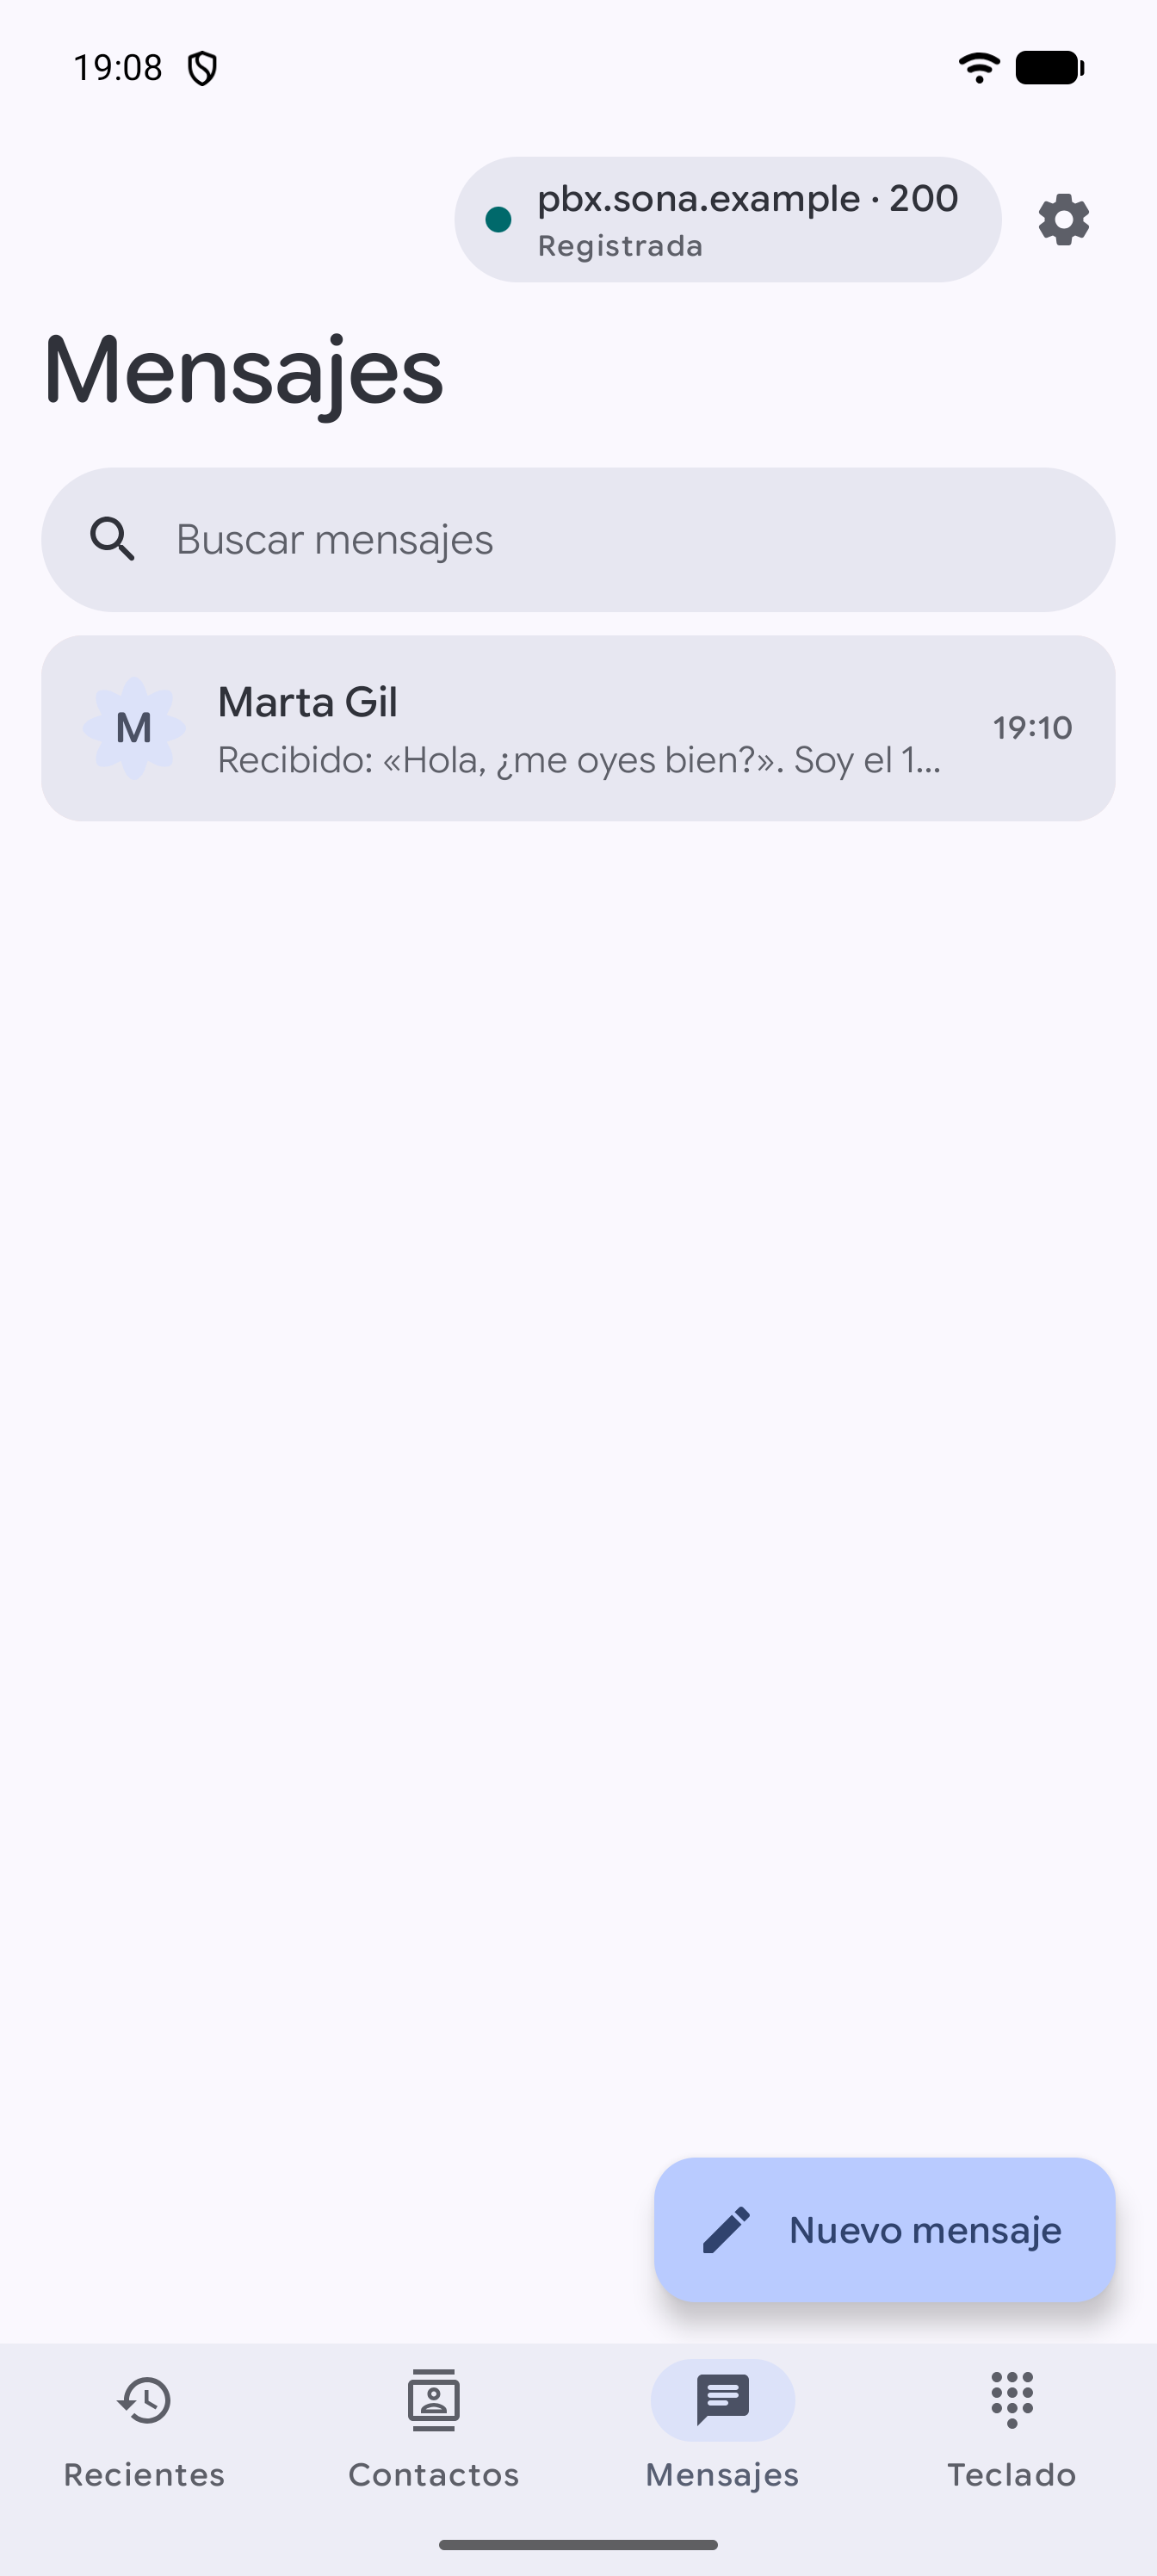 19:08
pbx.sona.example · 200
Registrada
Mensajes
Buscar mensajes
M
Marta Gil
19:10
Recibido: «Hola, ¿me oyes bien?». Soy el 1...
Nuevo mensaje
Recientes
Contactos
Mensajes
Teclado